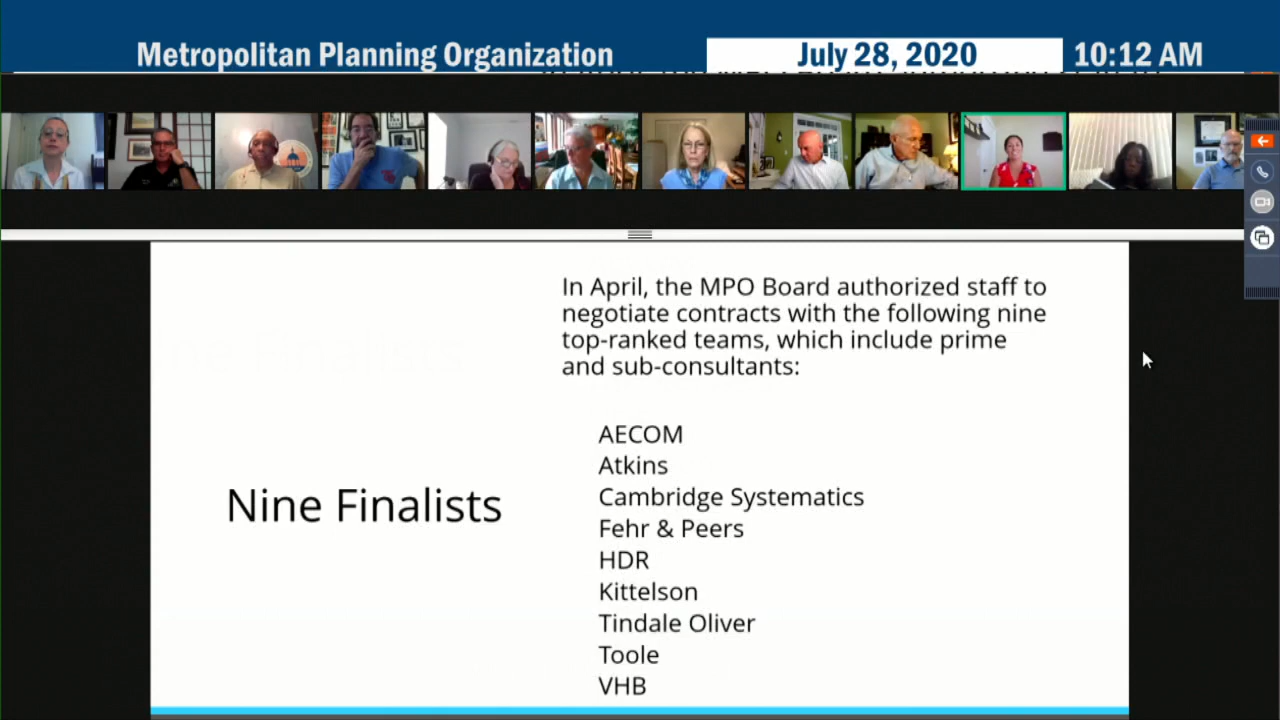 Metropolitan Planning Organization
July 28, 2020
10:12 AM
In April, the MPO Board authorized staff to
negotiate contracts with the following nine
top-ranked teams, which include prime
and sub-consultants:
Nine Finalists
AECOM
Atkins
Cambridge Systematics
Fehr & Peers
HDR
Kittelson
Tindale Oliver
Toole
VHB